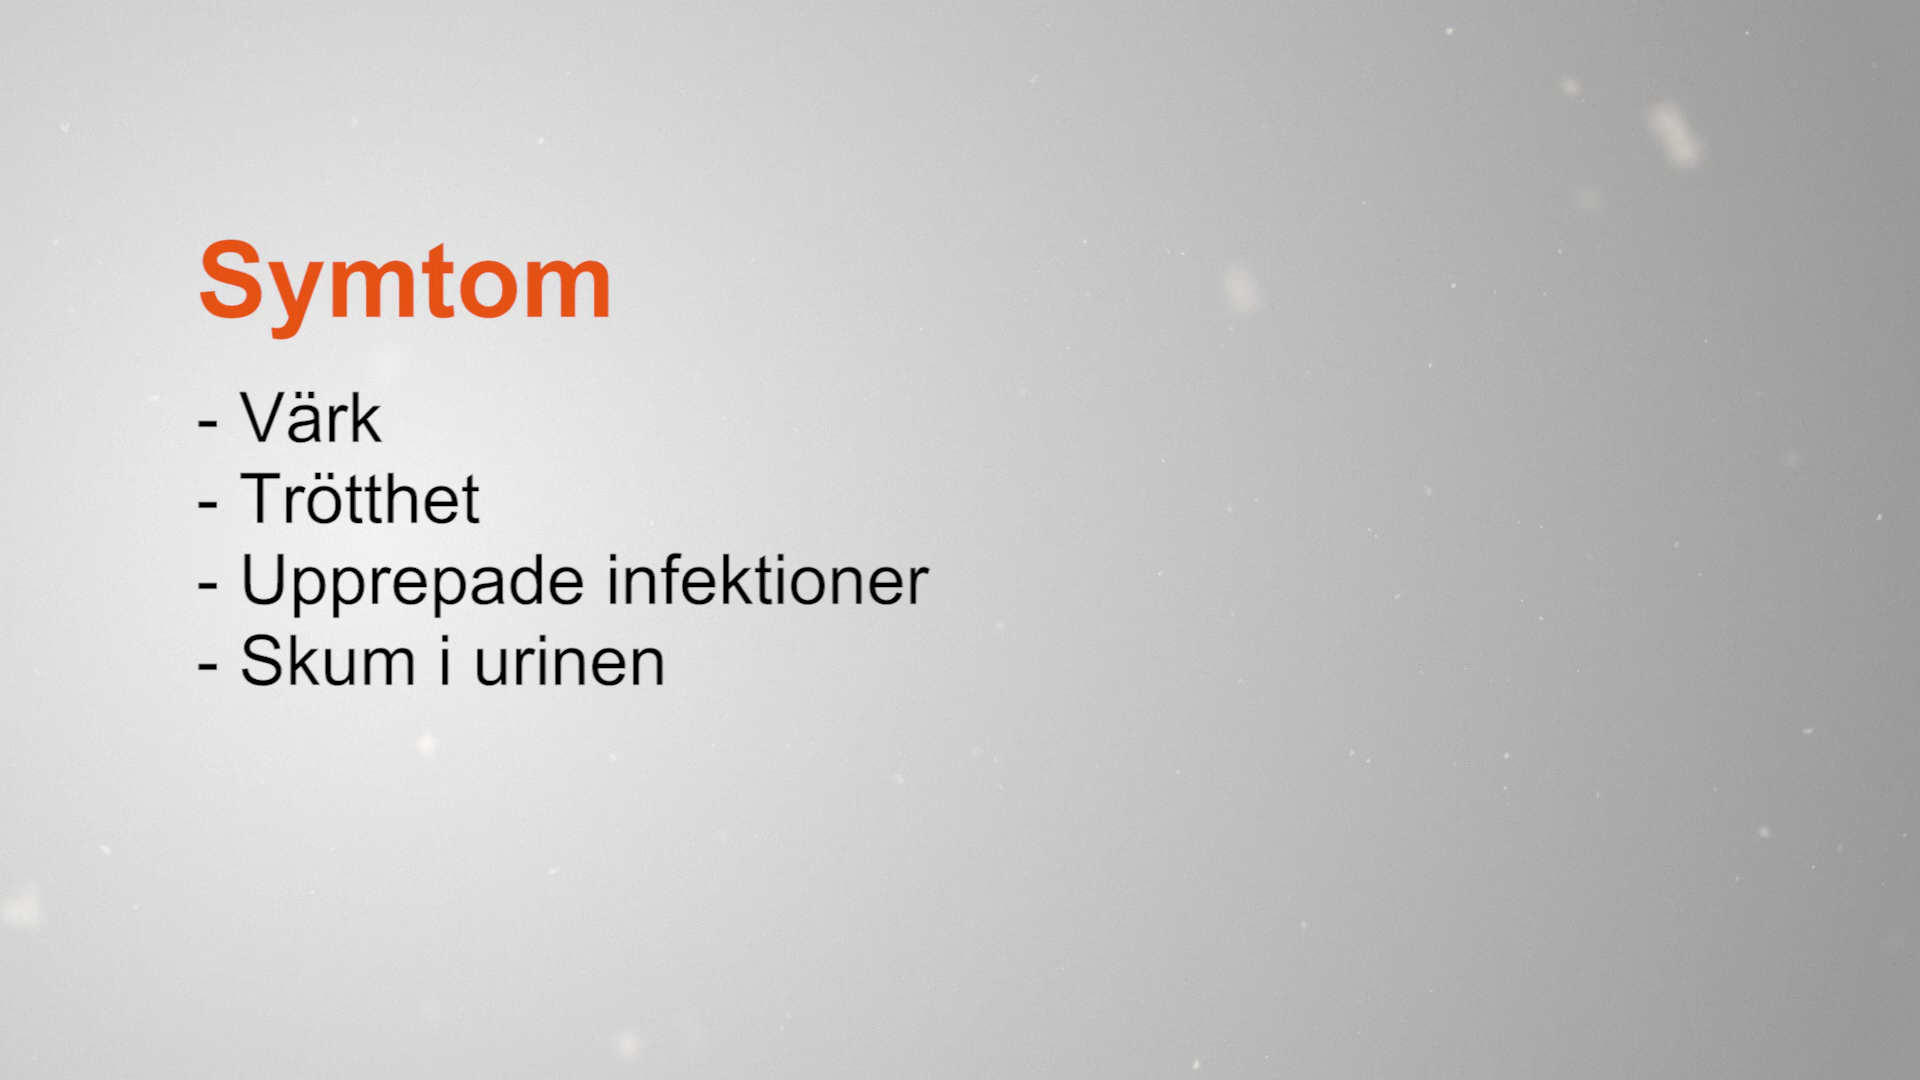 Symtom
- Värk
- Trötthet
- Upprepade infektioner
- Skum i urinen